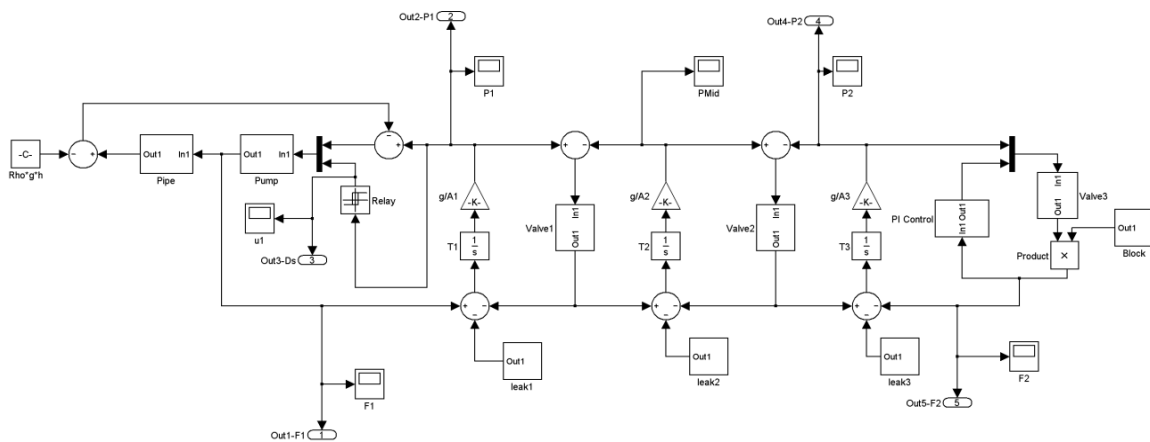 Out2-P1
2
Out4-P2
4
P1
PMid
P2
-C-
Rho*g*h
Out1
In1
Pipe
Out1
In1
Pump
Relay
u1
Out3-Ds
3
g/A1
-K-
T1
1
s
In1
Out1
Valve1
g/A2
-K-
T2
1
s
In1
Out1
Valve2
g/A3
-K-
T3
1
s
PI Control
In1 Out1
In1
Out1
Valve3
Product
×
Out1
Block
Out1
leak1
Out1
leak2
Out1
leak3
F1
Out1-F1
1
F2
Out5-F2
5